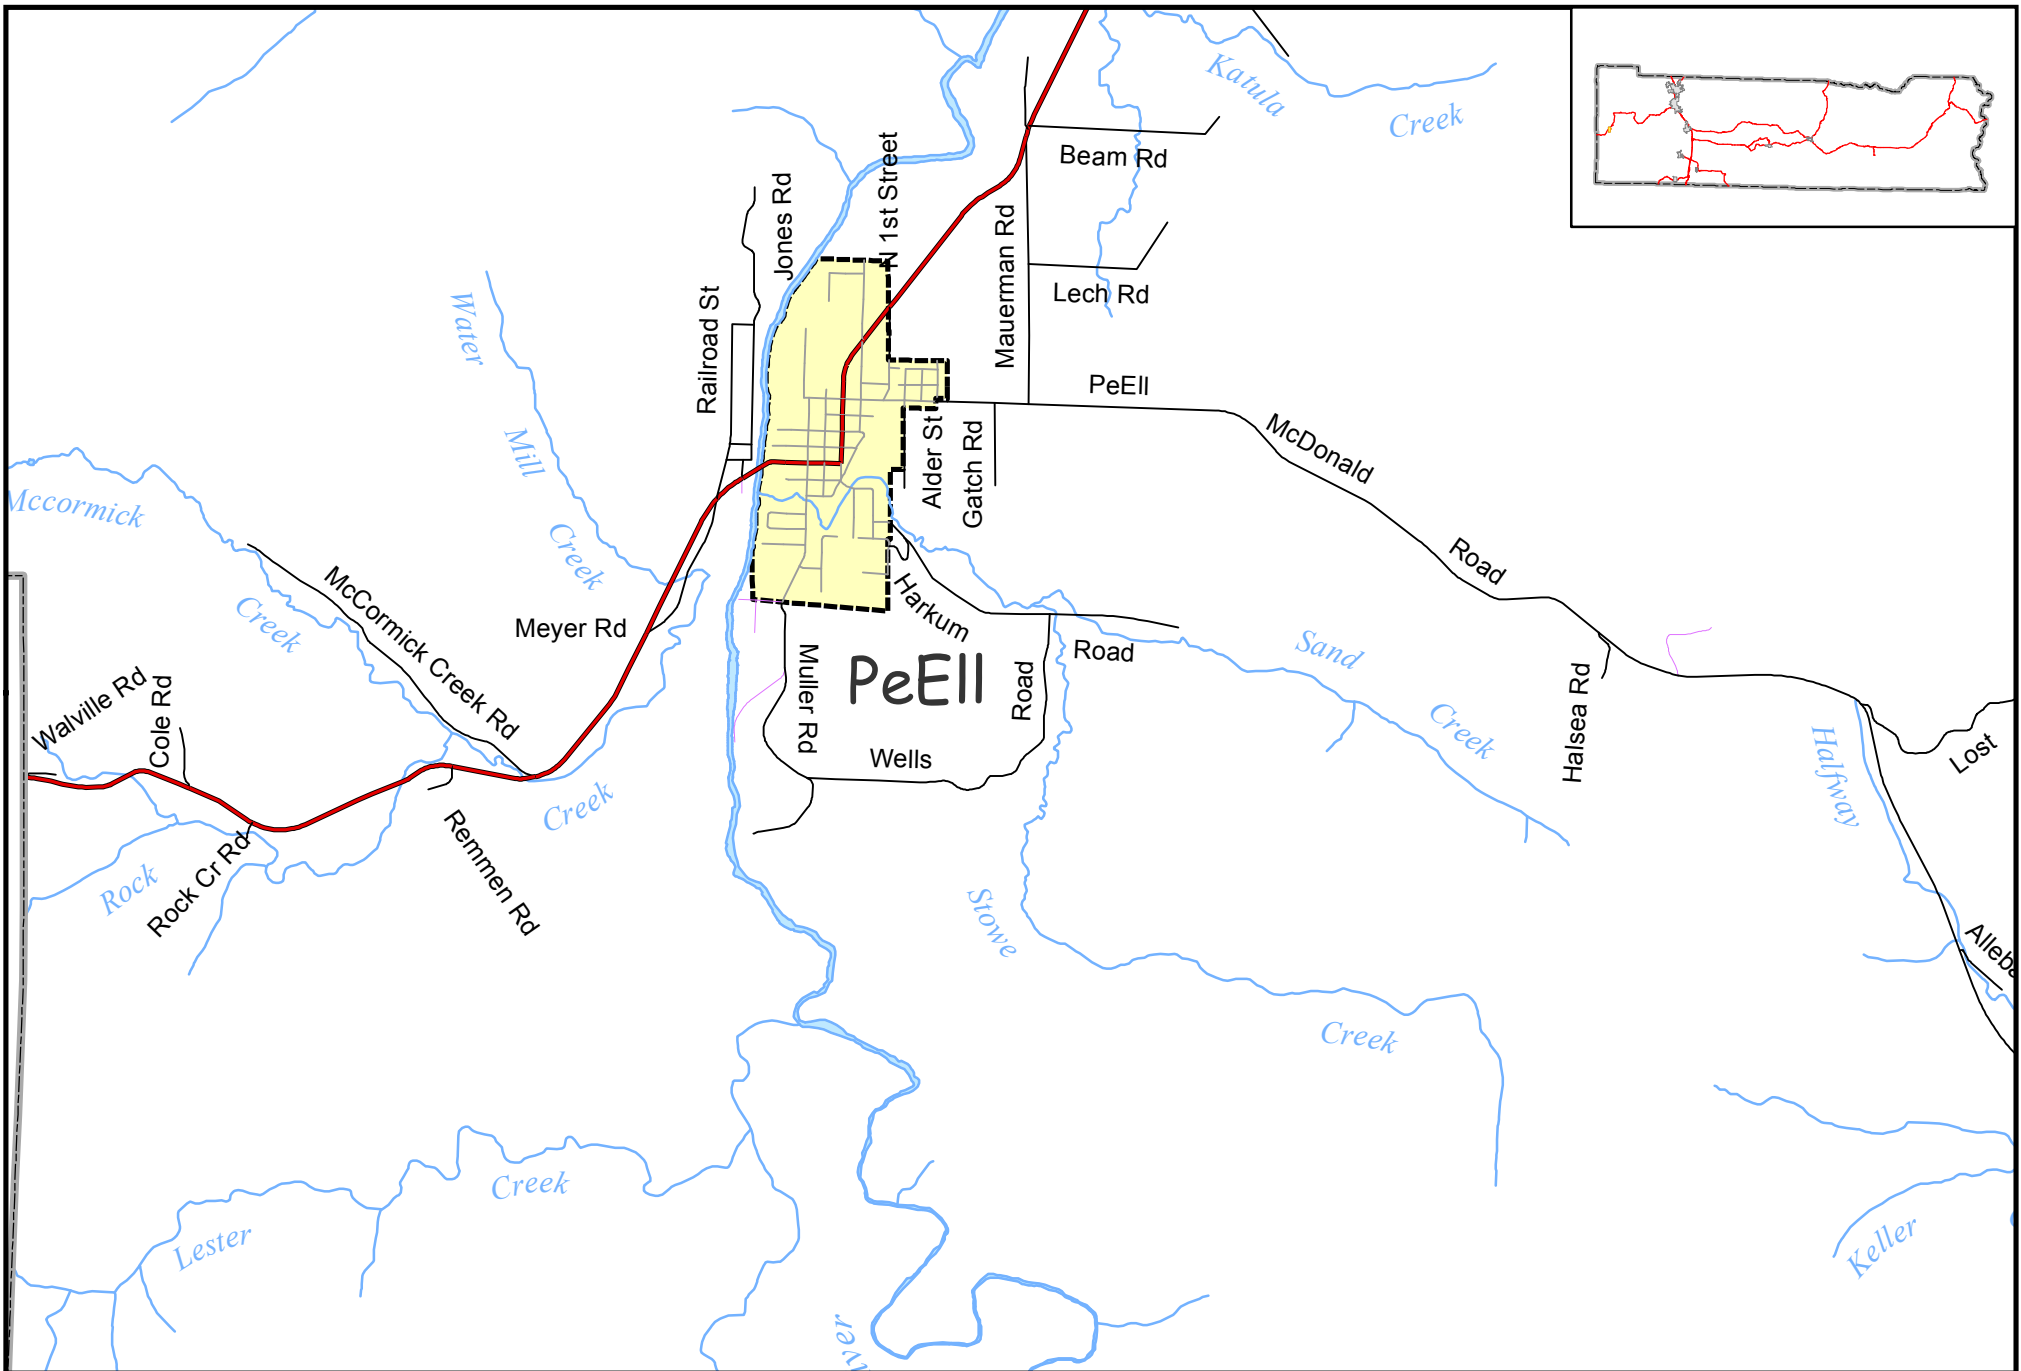 Katula
Creek
Beam Rd
N 1st Street
Jones Rd
Mauerman Rd
Lech Rd
Railroad St
Water
Mill
Creek
PeEll
McDonald
Road
Alder St
Gatch Rd
Mccormick
Creek
McCormick Creek Rd
Meyer Rd
Harkum
Road
Sand
Creek
PeEll
Muller Rd
Road
Wells
Walville Rd
Cole Rd
Halsea Rd
Halfway
Lost
Creek
Rock
Rock Cr Rd
Remmen Rd
Stowe
Creek
Creek
Lester
Keller